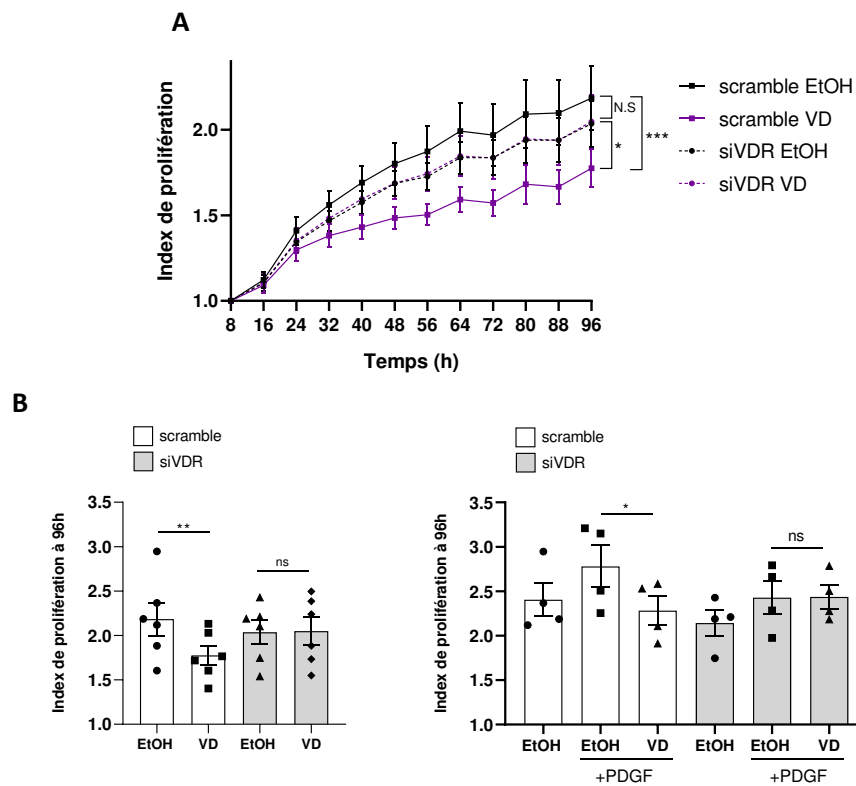 A
Index de prolifération
2.0
1.5
1.0
8 16 24 32 40 48 56 64 72 80 88 96
Temps (h)
N.S
*
***
scramble EtOH
scramble VD
siVDR EtOH
siVDR VD
B
scramble
siVDR
Index de prolifération à 96h
3.5
3.0
2.5
2.0
1.5
1.0
**
ns
EtOH VD EtOH VD
scramble
siVDR
Index de prolifération à 96h
3.5
3.0
2.5
2.0
1.5
1.0
*
ns
EtOH EtOH VD EtOH EtOH VD
+PDGF +PDGF